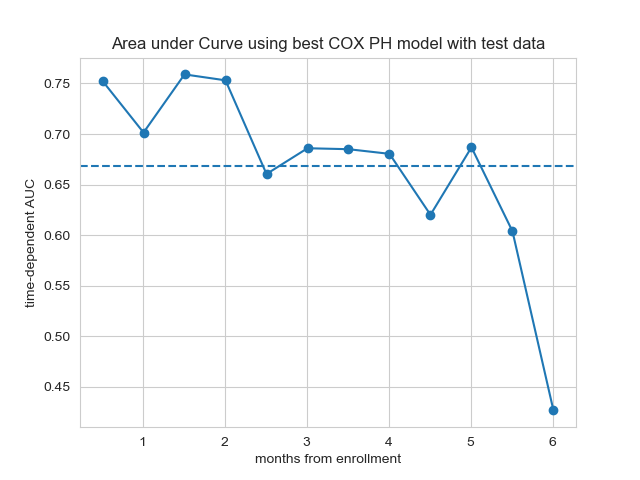 Area under Curve using best COX PH model with test data
time-dependent AUC
0.75
0.70
0.65
0.60
0.55
0.50
0.45
1 2 3 4 5 6
months from enrollment